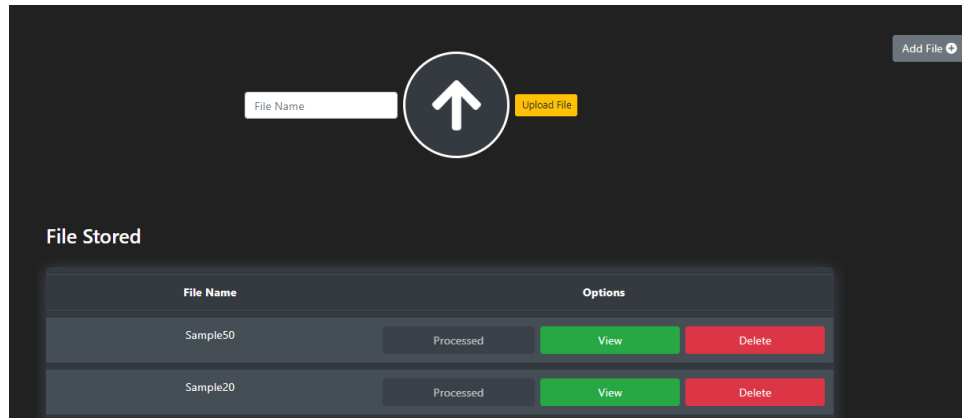 Add File
File Name
Upload File
File Stored
File Name Options
Sample50 Processed View Delete
Sample20 Processed View Delete